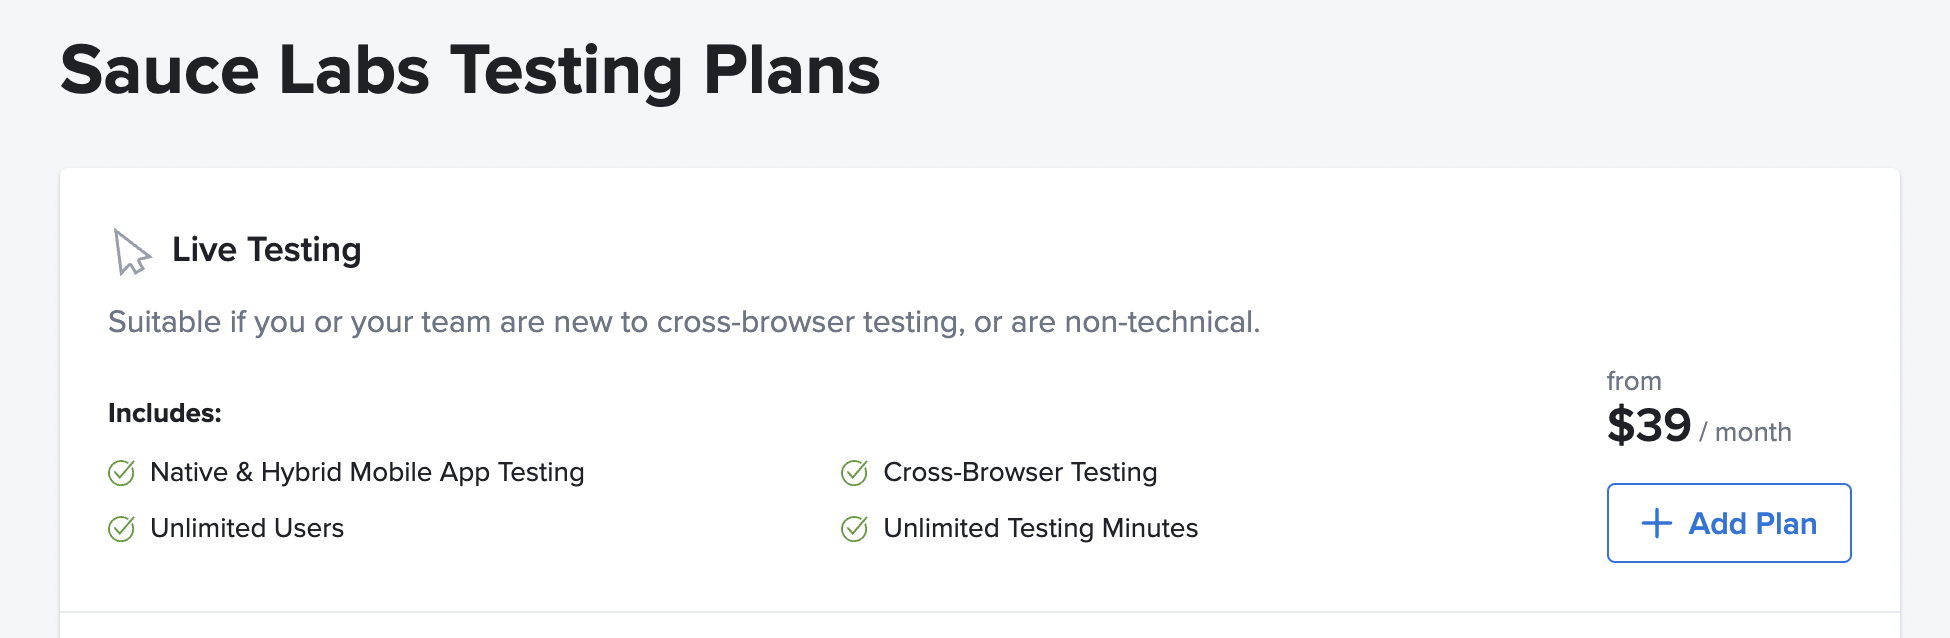 Sauce Labs Testing Plans
Live Testing
Suitable if you or your team are new to cross-browser testing, or are non-technical.
Includes:
Native & Hybrid Mobile App Testing
Cross-Browser Testing
Unlimited Users
Unlimited Testing Minutes
from
$39 / month
Add Plan